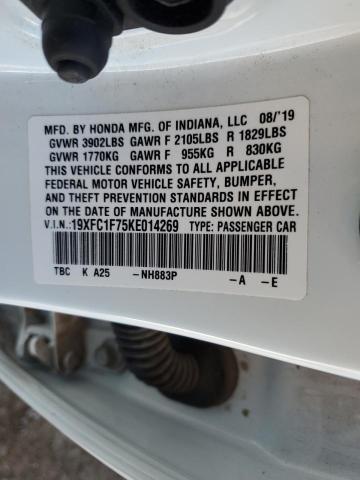 MFD. BY HONDA MFG. OF INDIANA, LLC 08/'19
GVWR 3902LBS GAWR F 2105LBS R 1829LBS
GVWR 1770KG GAWR F 955KG R 830KG
THIS VEHICLE CONFORMS TO ALL APPLICABLE
FEDERAL MOTOR VEHICLE SAFETY, BUMPER,
AND THEFT PREVENTION STANDARDS IN EFFECT
ON THE DATE OF MANUFACTURE SHOWN ABOVE.
V.I.N.: 19XFC1F75KE014269 TYPE: PASSENGER CAR
TBC K A25 -NH883P -A -E